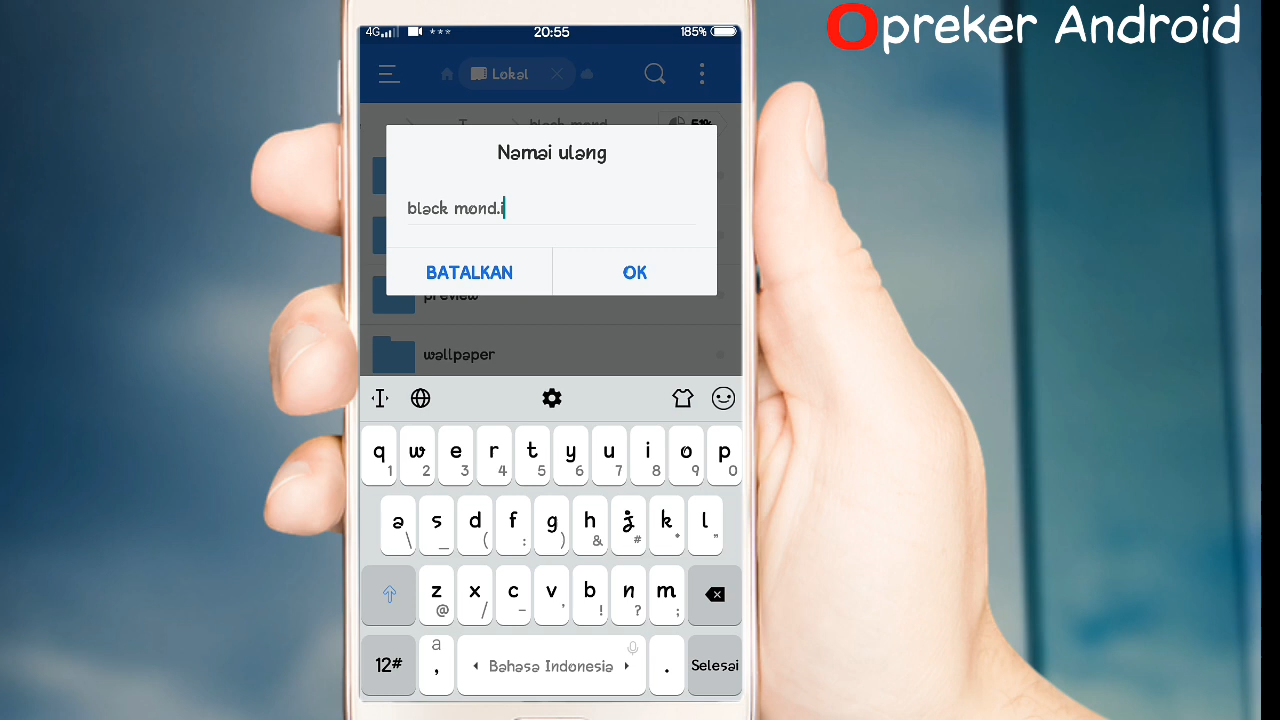 Opreker Android
4G *** 20:55 185%
Lokal
black mond 51%
Namai ulang
black mond.i
BATALKAN OK
preview
wallpaper
q w e r t y u i o p
1 2 3 4 5 6 7 8 9 0
a s d f g h j k l
\ _ ( : ) & # * "
z x c v b n m
@ / - ' ! ? ;
12# a , Bahasa Indonesia . Selesai